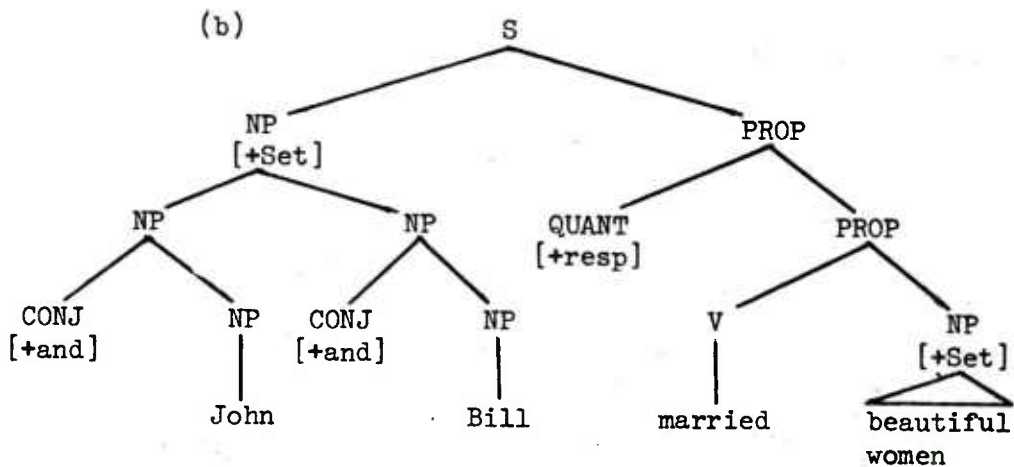 (b)
S
NP PROP
[+Set]
NP NP QUANT PROP
[+resp]
CONJ NP CONJ NP V NP
[+and] [+and] [+Set]
John Bill married beautiful
women